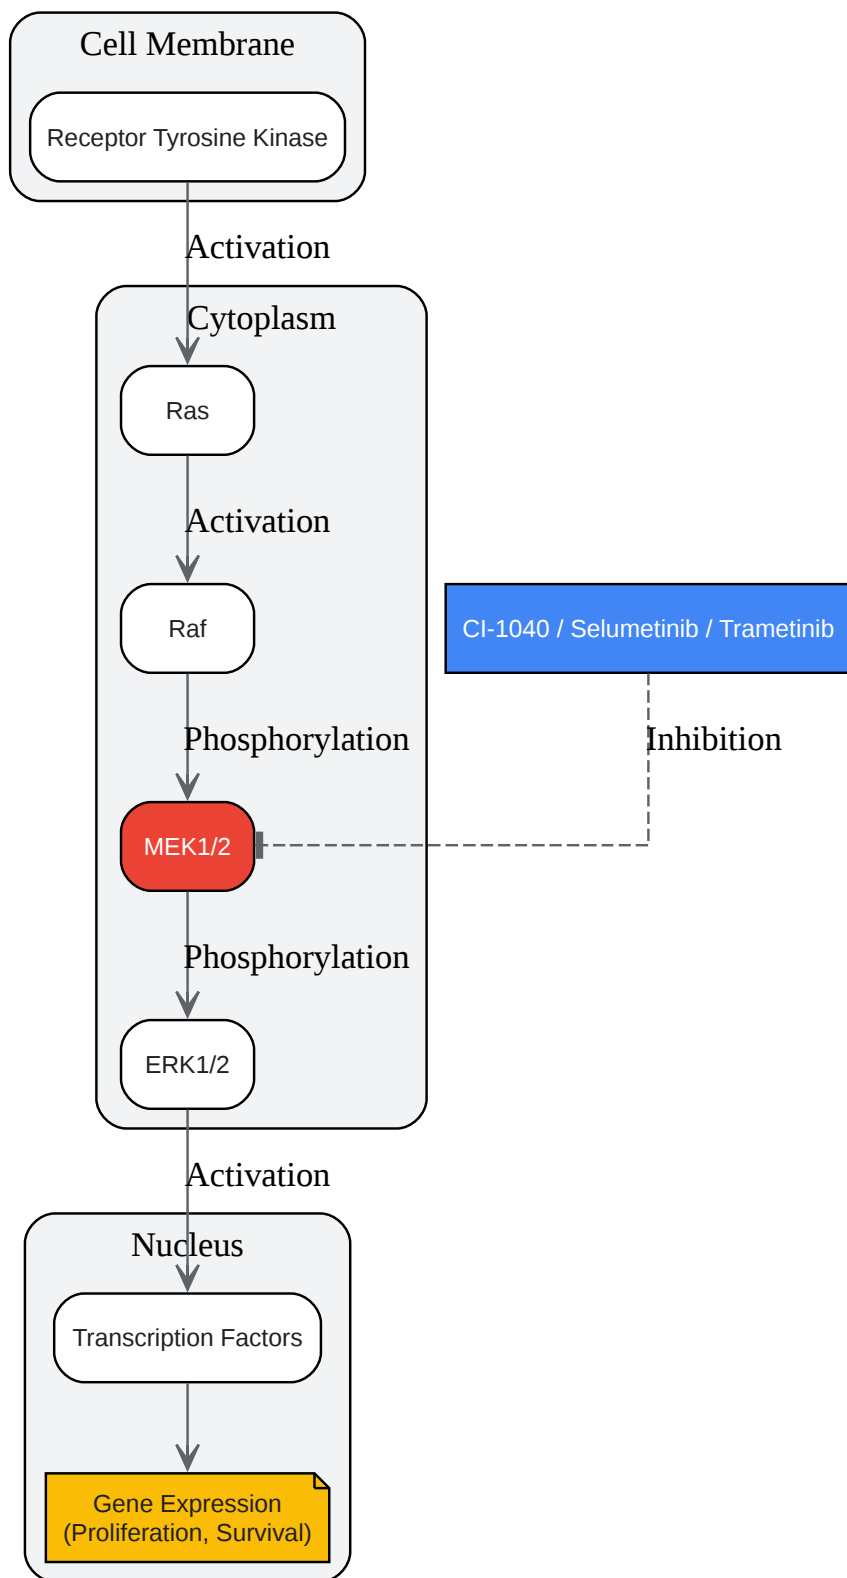 Cell Membrane
Receptor Tyrosine Kinase
Activation
Cytoplasm
Ras
Activation
Raf
CI-1040 / Selumetinib / Trametinib
Phosphorylation
Inhibition
MEK1/2
Phosphorylation
ERK1/2
Activation
Nucleus
Transcription Factors
Gene Expression
(Proliferation, Survival)